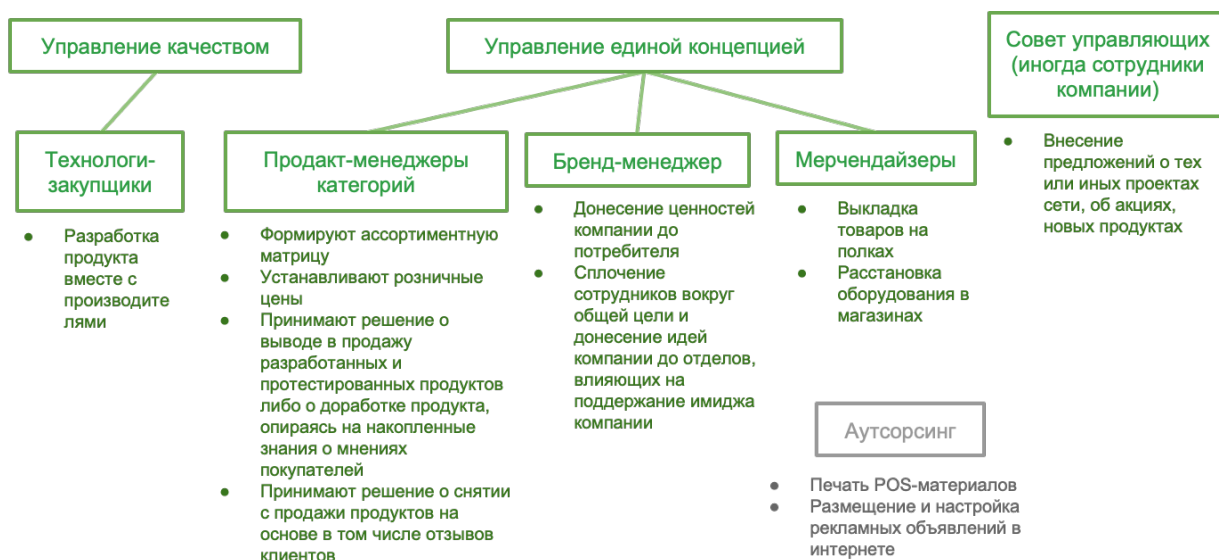 Управление качеством
Управление единой концепцией
Совет управляющих
(иногда сотрудники
компании)
Технологи-
закупщики
Продакт-менеджеры
категорий
Бренд-менеджер
Мерчендайзеры
● Внесение
предложений о тех
или иных проектах
сети, об акциях,
новых продуктах
● Разработка
продукта
вместе с
производите
лями
● Формируют ассортиментную
матрицу
● Устанавливают розничные
цены
● Принимают решение о
выводе в продажу
разработанных и
протестированных продуктов
либо о доработке продукта,
опираясь на накопленные
знания о мнениях
покупателей
● Принимают решение о снятии
с продажи продуктов на
основе в том числе отзывов
клиентов
● Донесение ценностей
компании до
потребителя
● Сплочение
сотрудников вокруг
общей цели и
донесение идей
компании до отделов,
влияющих на
поддержание имиджа
компании
● Выкладка
товаров на
полках
● Расстановка
оборудования в
магазинах
Аутсорсинг
● Печать POS-материалов
● Размещение и настройка
рекламных объявлений в
интернете